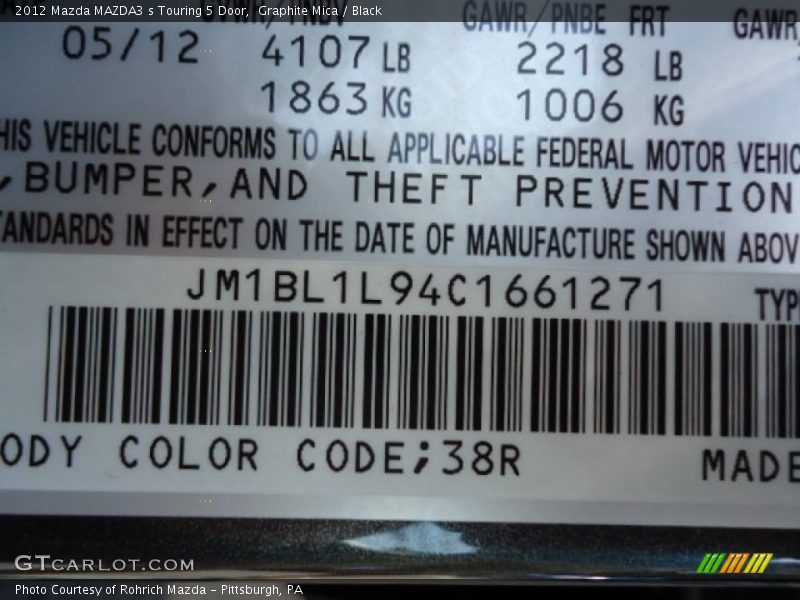 2012 Mazda MAZDA3 s Touring 5 Door, Graphite Mica / Black
GAWR/PNBE FRT GAWR
05/12 4107 LB 2218 LB
1863 KG 1006 KG
HIS VEHICLE CONFORMS TO ALL APPLICABLE FEDERAL MOTOR VEHIC
,BUMPER,AND THEFT PREVENTION
TANDARDS IN EFFECT ON THE DATE OF MANUFACTURE SHOWN ABOV
JM1BL1L94C1661271 TYP
ODY COLOR CODE;38R MADE
GTCARLOT.COM
Photo Courtesy of Rohrich Mazda - Pittsburgh, PA